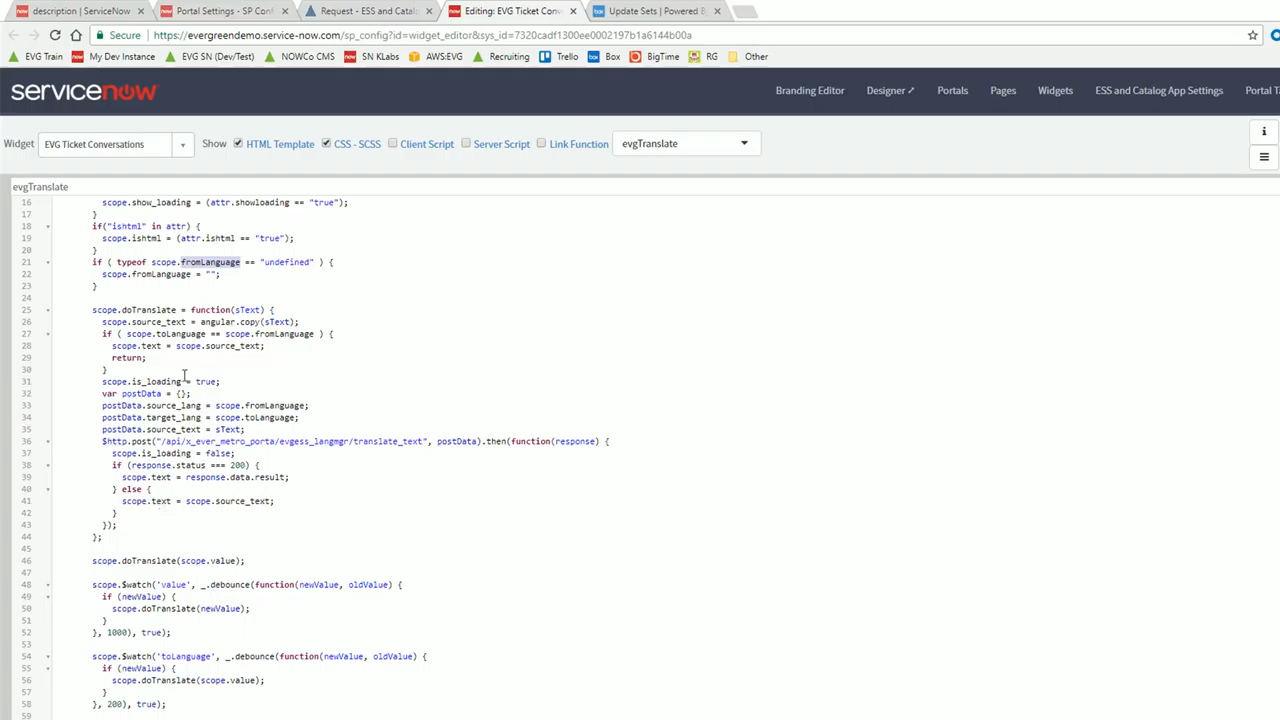 description | ServiceNow
Portal Settings - SP Con
Request - ESS and Catal
Editing: EVG Ticket Conv
Update Sets | Powered B
Secure
https://evergreendemo.service-now.com/sp_config?id=widget_editor&sys_id=7320cadf1300ee0002197b1a6144b00a
EVG Train
My Dev Instance
EVG SN (Dev/Test)
NOWCo CMS
SN KLabs
AWS:EVG
Recruiting
Trello
Box
BigTime
RG
Other
servicenow
Branding Editor
Designer
Portals
Pages
Widgets
ESS and Catalog App Settings
Portal Ta
Widget
EVG Ticket Conversations
Show
HTML Template
CSS - SCSS
Client Script
Server Script
Link Function
evgTranslate
evgTranslate
16 scope.show_loading = (attr.showloading == "true");
17 }
18 if("ishtml" in attr) {
19 scope.ishtml = (attr.ishtml == "true");
20 }
21 if ( typeof scope.fromLanguage == "undefined" ) {
22 scope.fromLanguage = "";
23 }
24
25 scope.doTranslate = function(sText) {
26 scope.source_text = angular.copy(sText);
27 if ( scope.toLanguage == scope.fromLanguage ) {
28 scope.text = scope.source_text;
29 return;
30 }
31 scope.is_loading = true;
32 var postData = {};
33 postData.source_lang = scope.fromLanguage;
34 postData.target_lang = scope.toLanguage;
35 postData.source_text = sText;
36 $http.post("/api/x_ever_metro_porta/evgess_langmgr/translate_text", postData).then(function(response) {
37 scope.is_loading = false;
38 if (response.status === 200) {
39 scope.text = response.data.result;
40 } else {
41 scope.text = scope.source_text;
42 }
43 });
44 };
45
46 scope.doTranslate(scope.value);
47
48 scope.$watch('value', _.debounce(function(newValue, oldValue) {
49 if (newValue) {
50 scope.doTranslate(newValue);
51 }
52 }, 1000), true);
53
54 scope.$watch('toLanguage', _.debounce(function(newValue, oldValue) {
55 if (newValue) {
56 scope.doTranslate(scope.value);
57 }
58 }, 200), true);
59